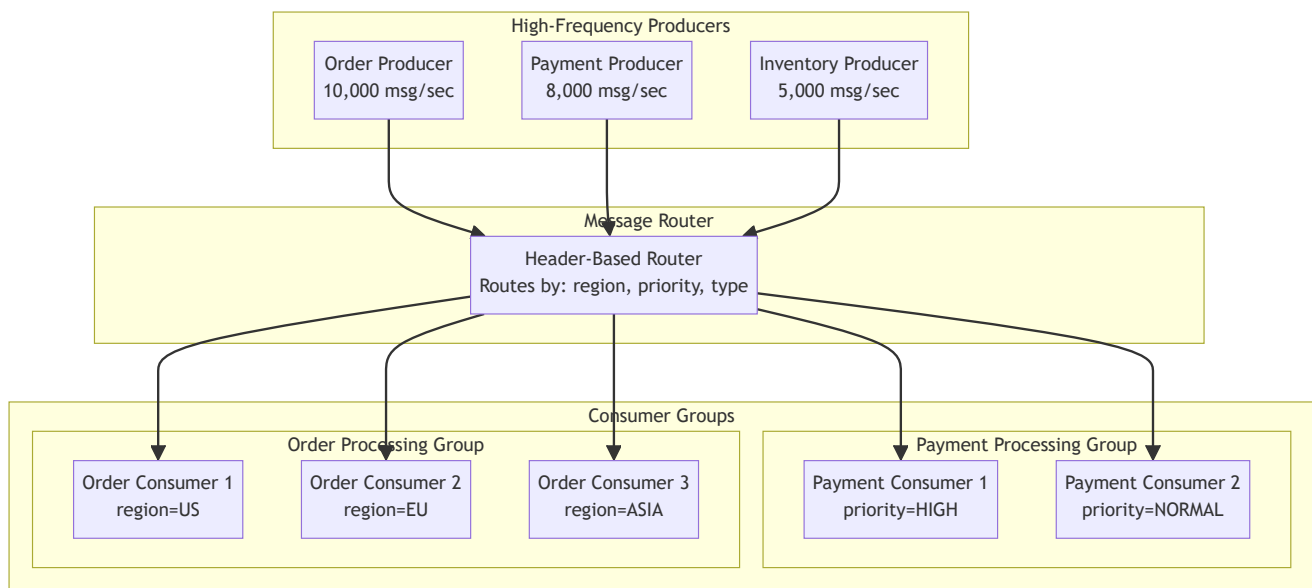 High-Frequency Producers
Order Producer
10,000 msg/sec
Payment Producer
8,000 msg/sec
Inventory Producer
5,000 msg/sec
Message Router
Header-Based Router
Routes by: region, priority, type
Consumer Groups
Order Processing Group
Order Consumer 1
region=US
Order Consumer 2
region=EU
Order Consumer 3
region=ASIA
Payment Processing Group
Payment Consumer 1
priority=HIGH
Payment Consumer 2
priority=NORMAL